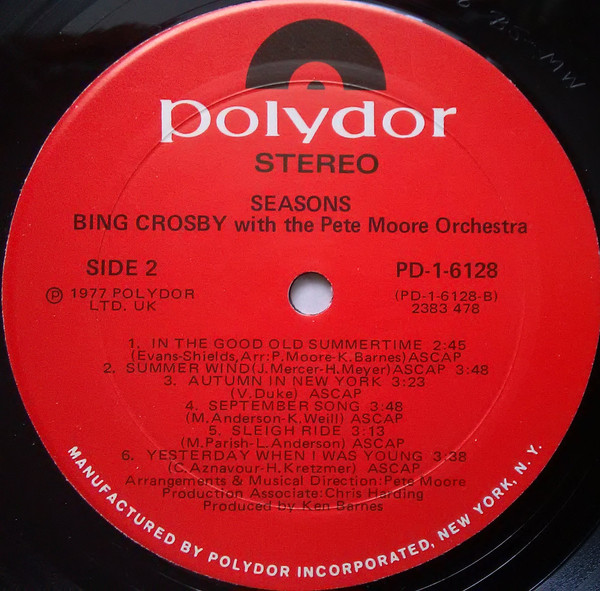 polydor
STEREO
SEASONS
BING CROSBY with the Pete Moore Orchestra
SIDE 2
PD-1-6128
℗ 1977 POLYDOR
LTD. UK
(PD-1-6128-B)
2383 478
1. IN THE GOOD OLD SUMMERTIME 2:45
(Evans-Shields,Arr:P.Moore-K.Barnes)ASCAP
2. SUMMER WIND(J.Mercer-H.Meyer)ASCAP 3:48
3. AUTUMN IN NEW YORK 3:23
(V.Duke) ASCAP
4. SEPTEMBER SONG 3:48
(M.Anderson-K.Weill) ASCAP
5. SLEIGH RIDE 3:13
(M.Parish-L.Anderson) ASCAP
6. YESTERDAY WHEN I WAS YOUNG 3:38
(C.Aznavour-H.Kretzmer) ASCAP
Arrangements & Musical Direction:Pete Moore
Production Associate:Chris Harding
Produced by Ken Barnes
MANUFACTURED BY POLYDOR INCORPORATED, NEW YORK, N.Y.